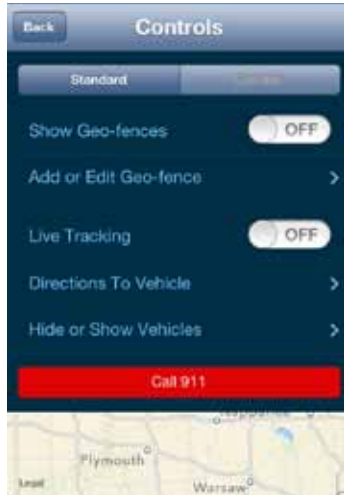 Back
Controls
Standard
Show Geo-fences
OFF
Add or Edit Geo-fence
Live Tracking
OFF
Directions To Vehicle
Hide or Show Vehicles
Call 911
Plymouth
Legal
Warsaw